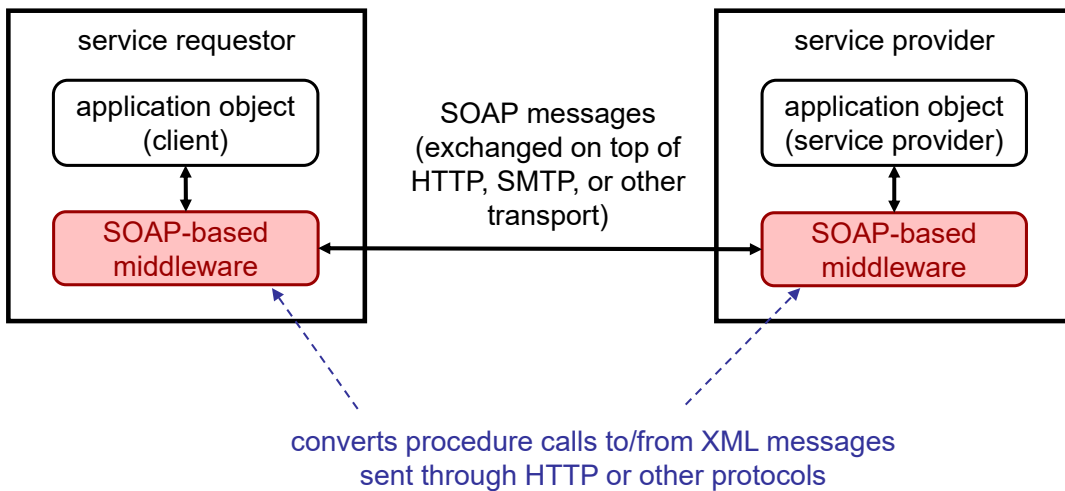 service requestor
application object
(client)
SOAP-based
middleware
SOAP messages
(exchanged on top of
HTTP, SMTP, or other
transport)
service provider
application object
(service provider)
SOAP-based
middleware
converts procedure calls to/from XML messages
sent through HTTP or other protocols